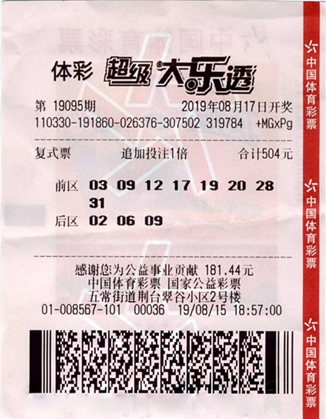 体彩 超级大乐透
第 19095期 2019年08月17日开奖
110330-191860-026376-307502 319784 +MGxPg
复式票 追加投注1倍 合计504元
前区 03 09 12 17 19 20 28
31
后区 02 06 09
感谢您为公益事业贡献 181.44元
中国体育彩票 国家公益彩票
五常街道荆台翠谷小区2号楼
01-008567-101 00036 19/08/15 18:57:00
中国体育彩票
中国体育彩票
中国体育彩票